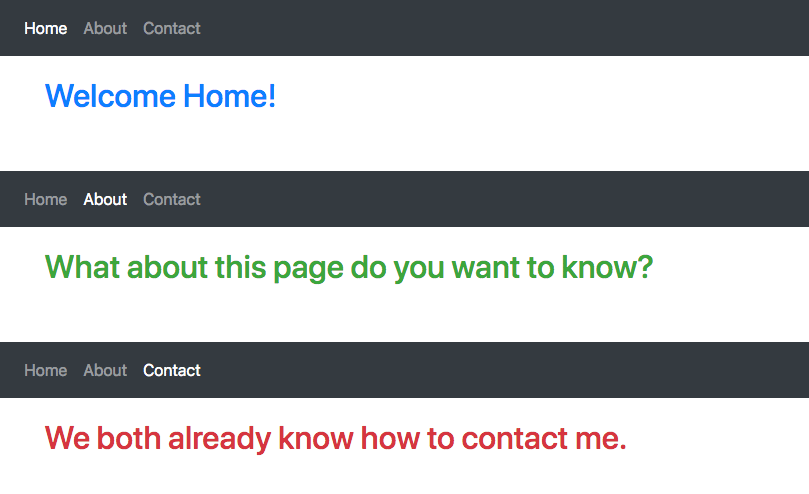 Home About Contact
Welcome Home!
Home About Contact
What about this page do you want to know?
Home About Contact
We both already know how to contact me.